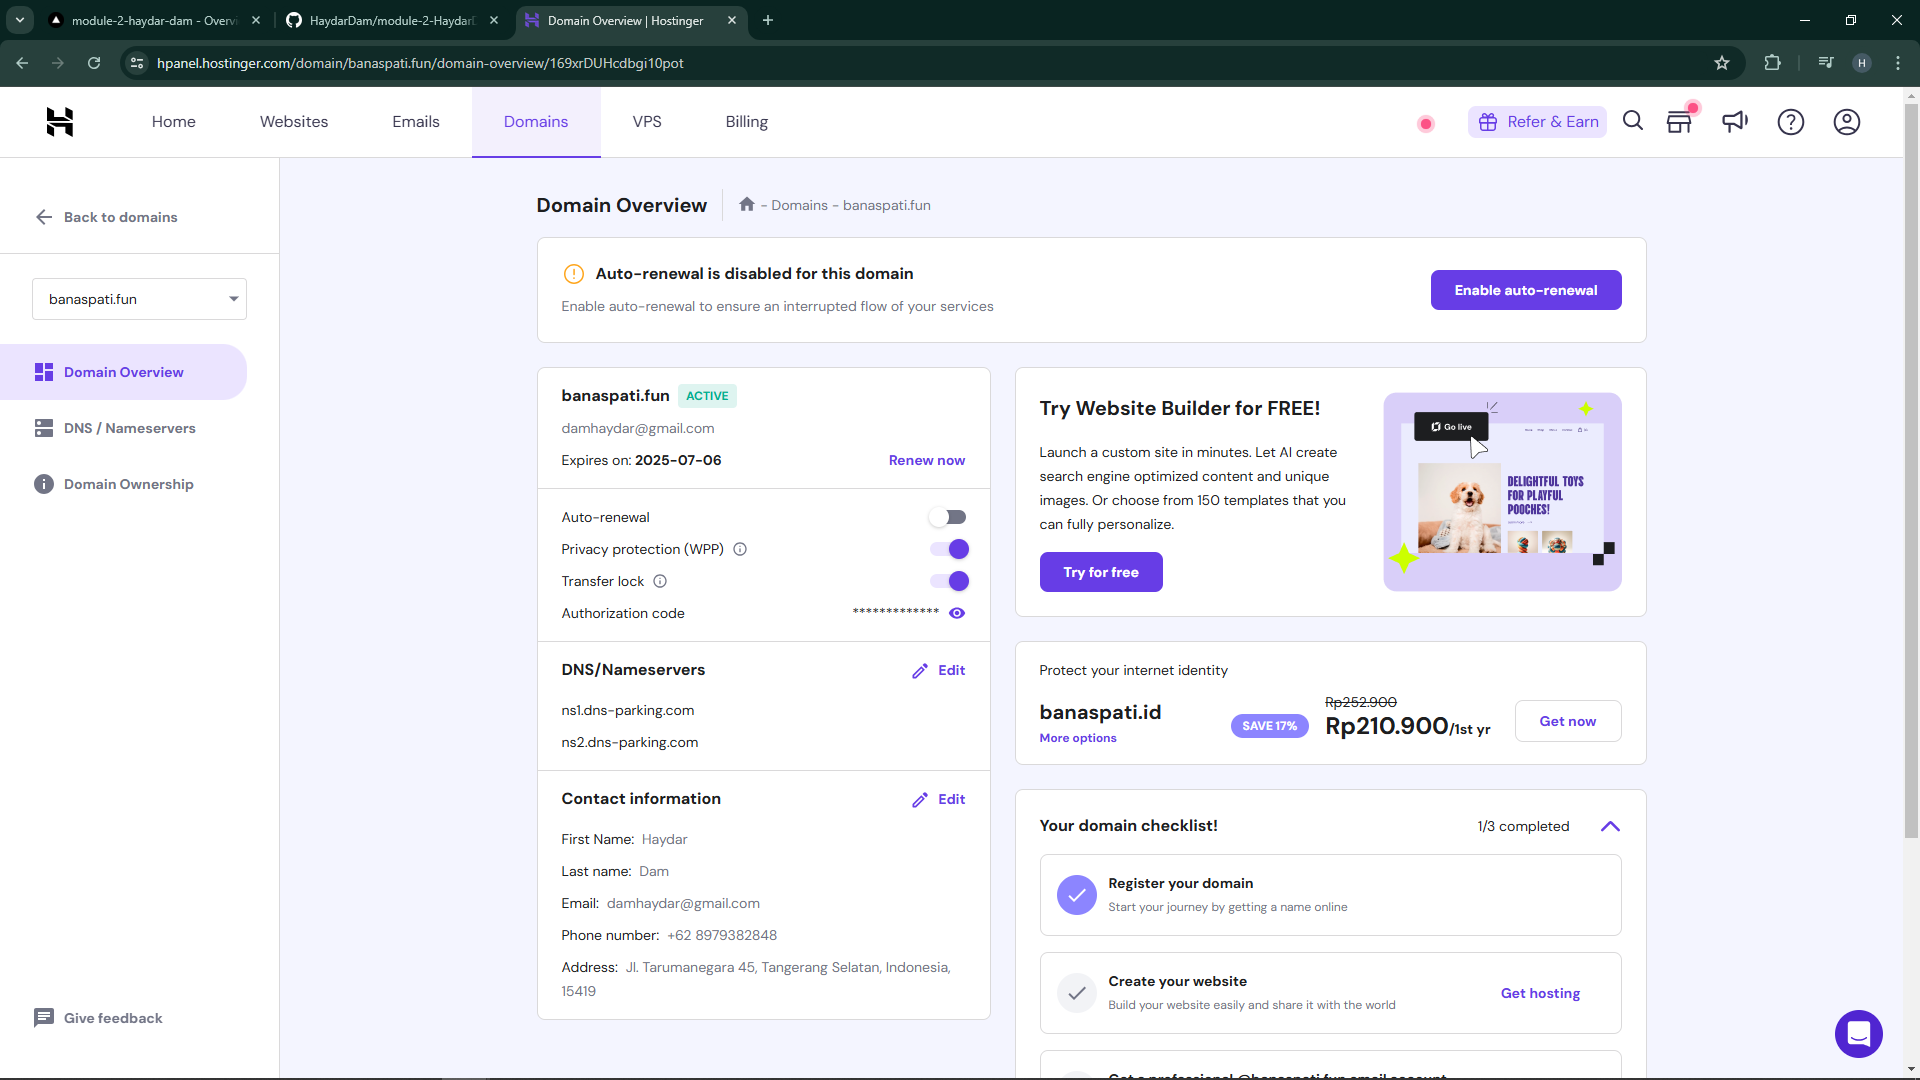 module-2-haydar-dam - Overvi
HaydarDam/module-2-HaydarD
Domain Overview | Hostinger
hpanel.hostinger.com/domain/banaspati.fun/domain-overview/169xrDUHcdbgi10pot
H
Home
Websites
Emails
Domains
VPS
Billing
Refer & Earn
Back to domains
banaspati.fun
Domain Overview
DNS / Nameservers
Domain Ownership
Give feedback
Domain Overview
- Domains - banaspati.fun
Auto-renewal is disabled for this domain
Enable auto-renewal to ensure an interrupted flow of your services
Enable auto-renewal
banaspati.fun ACTIVE
damhaydar@gmail.com
Expires on: 2025-07-06
Renew now
Auto-renewal
Privacy protection (WPP)
Transfer lock
Authorization code *************
DNS/Nameservers
Edit
ns1.dns-parking.com
ns2.dns-parking.com
Contact information
Edit
First Name: Haydar
Last name: Dam
Email: damhaydar@gmail.com
Phone number: +62 8979382848
Address: Jl. Tarumanegara 45, Tangerang Selatan, Indonesia,
15419
Try Website Builder for FREE!
Launch a custom site in minutes. Let AI create
search engine optimized content and unique
images. Or choose from 150 templates that you
can fully personalize.
Try for free
Go live
DELIGHTFUL TOYS
FOR PLAYFUL
POOCHES!
Protect your internet identity
banaspati.id
More options
SAVE 17%
Rp252.900
Rp210.900/1st yr
Get now
Your domain checklist!
1/3 completed
Register your domain
Start your journey by getting a name online
Create your website
Build your website easily and share it with the world
Get hosting
Get a professional @banaspati.fun email account